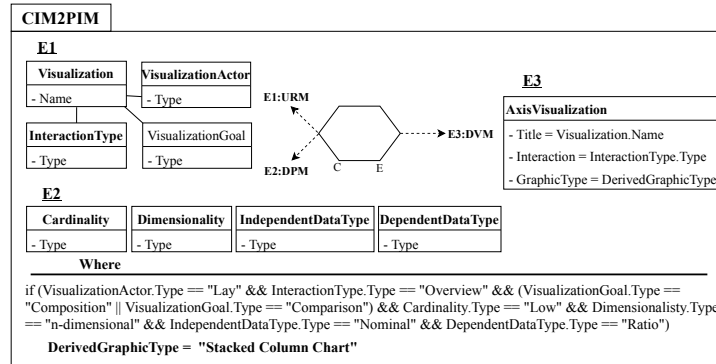 CIM2PIM
E1
Visualization
- Name
VisualizationActor
- Type
InteractionType
- Type
VisualizationGoal
- Type
E1:URM
E2:DPM
C
E
E3:DVM
E3
AxisVisualization
- Title = Visualization.Name
- Interaction = InteractionType.Type
- GraphicType = DerivedGraphicType
E2
Cardinality
- Type
Dimensionality
- Type
IndependentDataType
- Type
DependentDataType
- Type
Where
if (VisualizationActor.Type == "Lay" && InteractionType.Type == "Overview" && (VisualizationGoal.Type ==
"Composition" || VisualizationGoal.Type == "Comparison") && Cardinality.Type == "Low" && Dimensionalisty.Type
== "n-dimensional" && IndependentDataType.Type == "Nominal" && DependentDataType.Type == "Ratio")
DerivedGraphicType = "Stacked Column Chart"